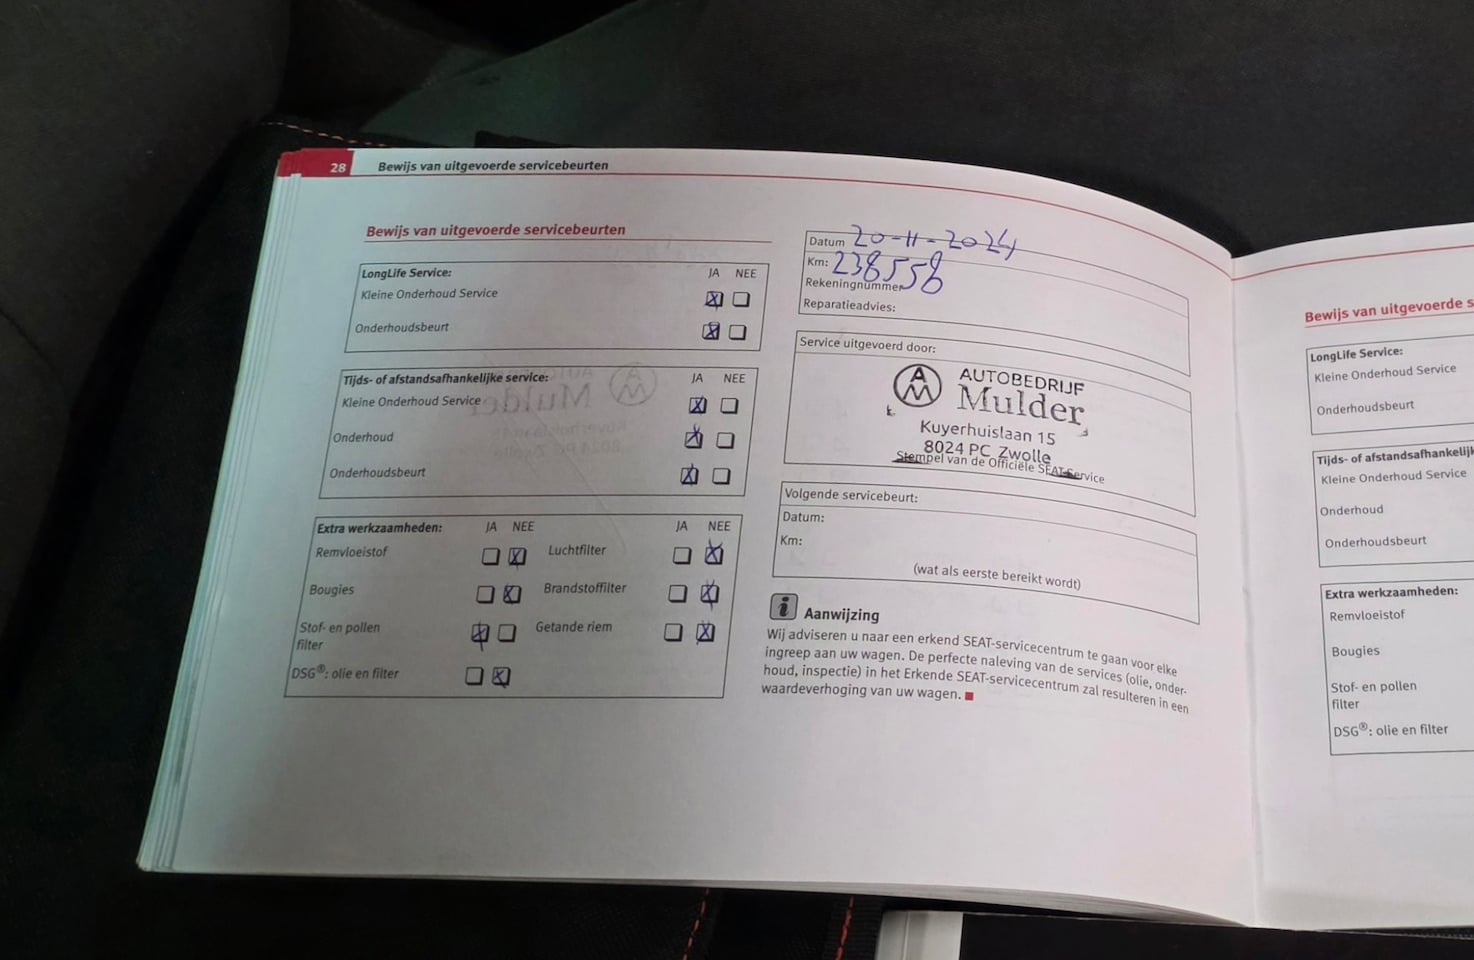 28 Bewijs van uitgevoerde servicebeurten
Bewijs van uitgevoerde servicebeurten
LongLife Service: JA NEE
Kleine Onderhoud Service
Onderhoudsbeurt
Tijds- of afstandsafhankelijke service: JA NEE
Kleine Onderhoud Service
Onderhoud
Onderhoudsbeurt
Extra werkzaamheden: JA NEE JA NEE
Remvloeistof Luchtfilter
Bougies Brandstoffilter
Stof- en pollen Getande riem
filter
DSG®: olie en filter
Datum 20-11-2024
Km: 238558
Rekeningnummer
Reparatieadvies:
Service uitgevoerd door:
AM AUTOBEDRIJF
Mulder
Kuyerhuislaan 15
8024 PC Zwolle
Stempel van de Officiële SEAT-Service
Volgende servicebeurt:
Datum:
Km:
(wat als eerste bereikt wordt)
i Aanwijzing
Wij adviseren u naar een erkend SEAT-servicecentrum te gaan voor elke
ingreep aan uw wagen. De perfecte naleving van de services (olie, onder-
houd, inspectie) in het Erkende SEAT-servicecentrum zal resulteren in een
waardeverhoging van uw wagen.
Bewijs van uitgevoerde s
LongLife Service:
Kleine Onderhoud Service
Onderhoudsbeurt
Tijds- of afstandsafhankelijk
Kleine Onderhoud Service
Onderhoud
Onderhoudsbeurt
Extra werkzaamheden:
Remvloeistof
Bougies
Stof- en pollen
filter
DSG®: olie en filter